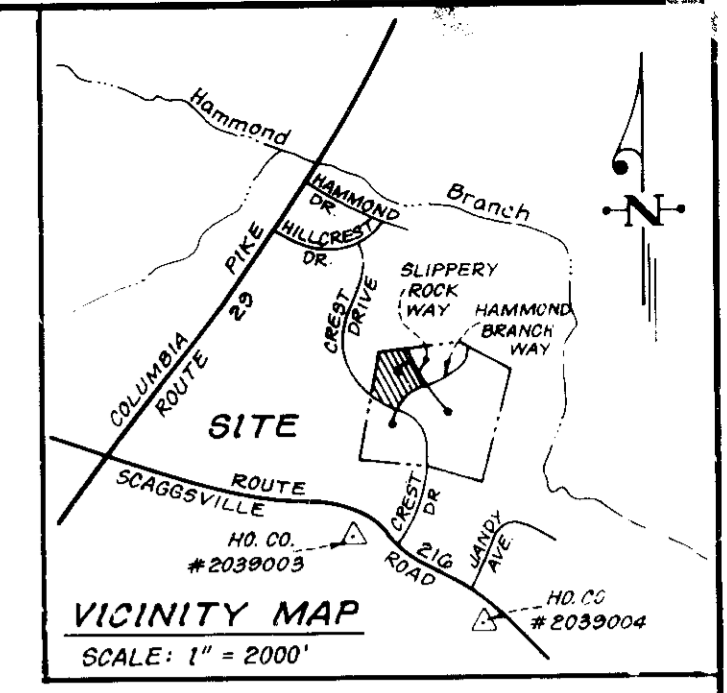 Hammond
Branch
HAMMOND
DR.
HILLCREST
DR.
COLUMBIA PIKE
ROUTE 29
CREST
DRIVE
SLIPPERY
ROCK
WAY
HAMMOND
BRANCH
WAY
N
SITE
SCAGGSVILLE ROAD
ROUTE 216
CREST
DR
JANDY
AVE.
HO. CO.
#2039003
HO. CO
#2039004
VICINITY MAP
SCALE: 1" = 2000'